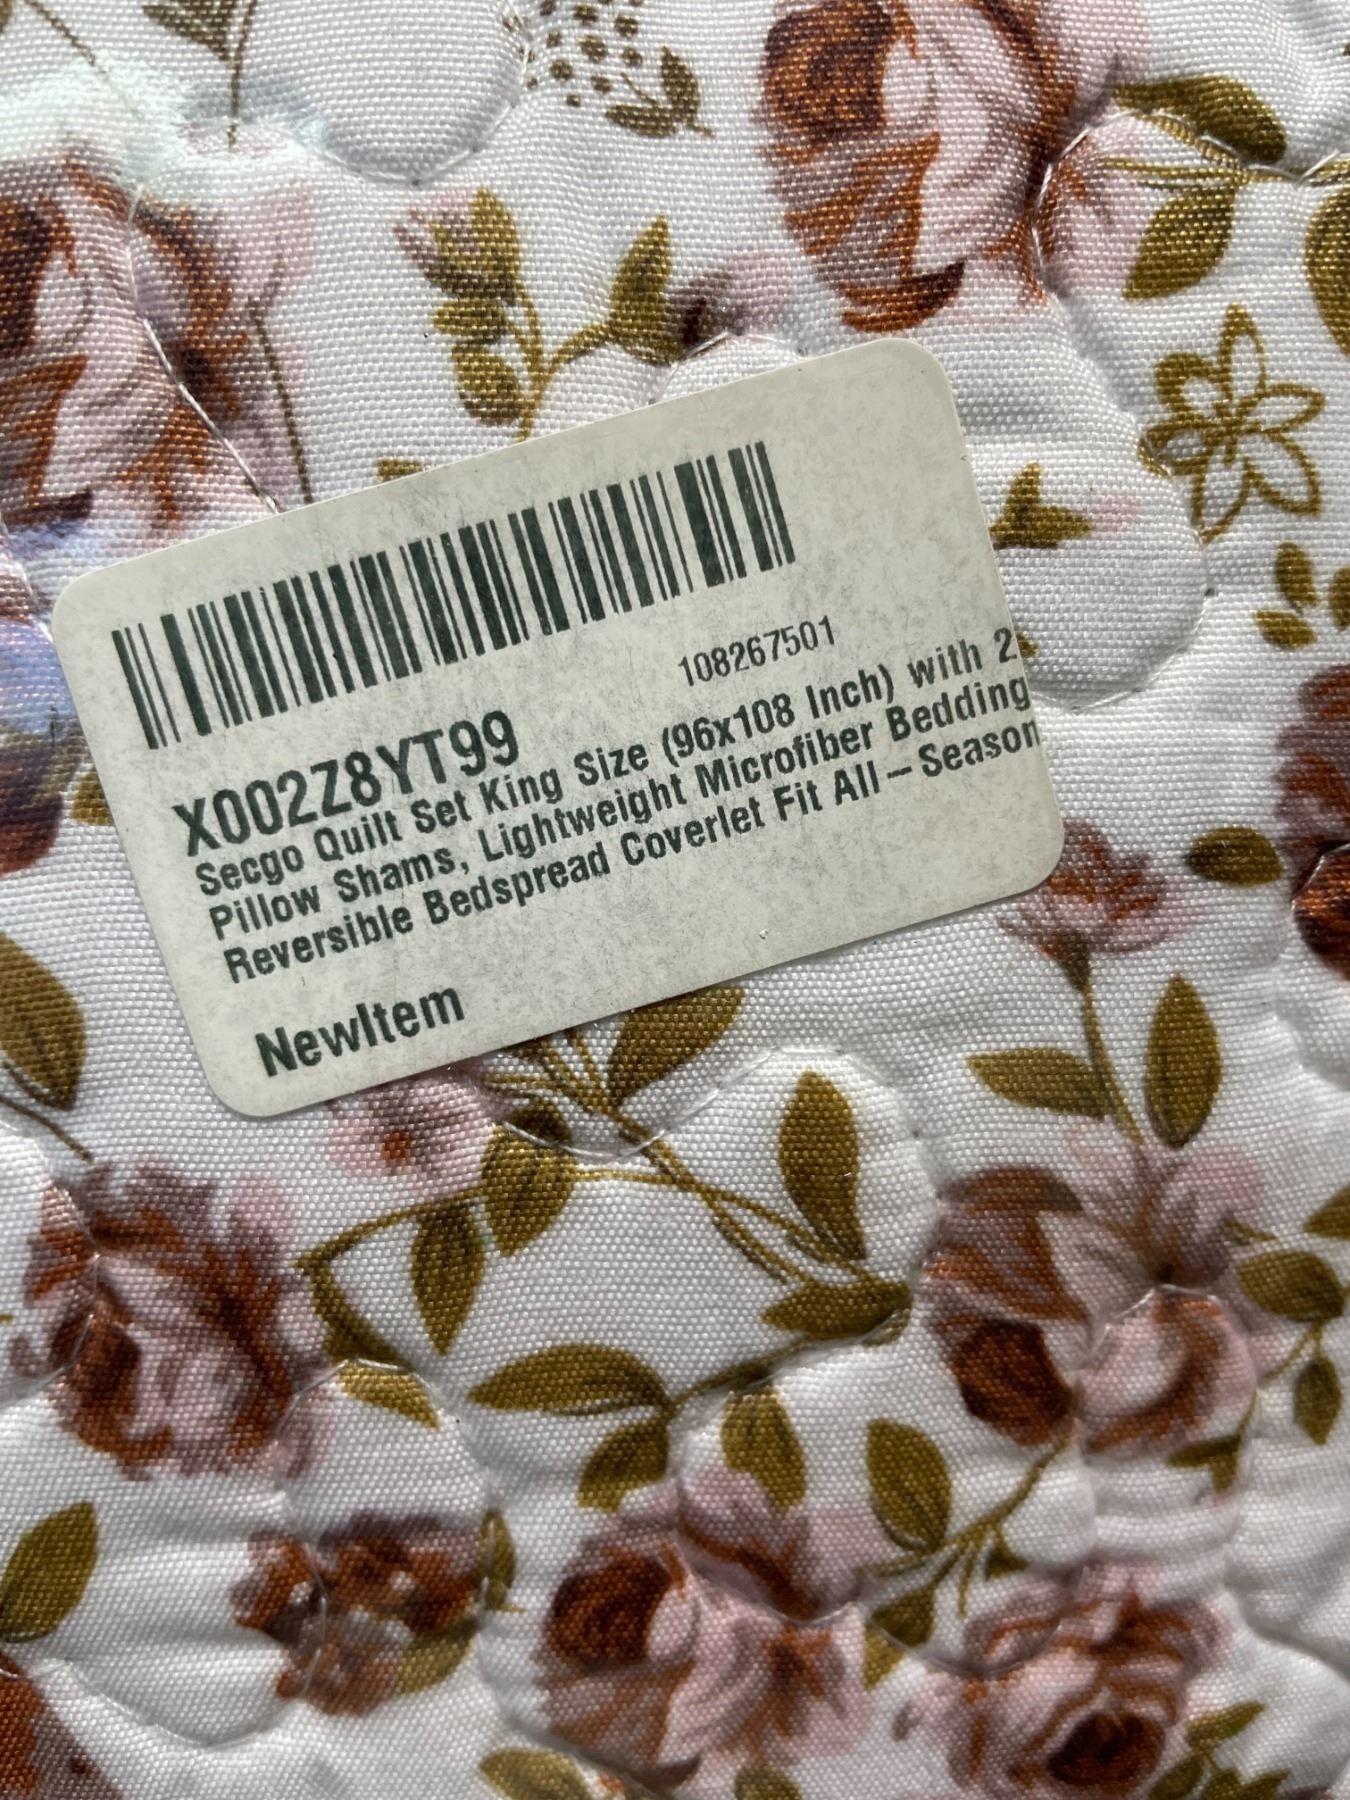 108267501
X002Z8YT99
Secgo Quilt Set King Size (96x108 Inch) with 2
Pillow Shams, Lightweight Microfiber Bedding
Reversible Bedspread Coverlet Fit All-Season
NewItem